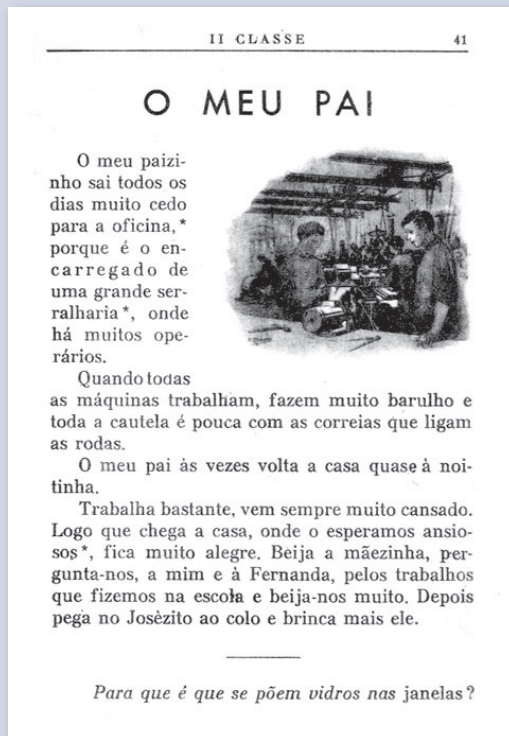 II CLASSE 41
O MEU PAI
O meu paizi-
nho sai todos os
dias muito cedo
para a oficina,*
porque é o en-
carregado de
uma grande ser-
ralharia*, onde
há muitos ope-
rários.
Quando todas
as máquinas trabalham, fazem muito barulho e
toda a cautela é pouca com as correias que ligam
as rodas.
O meu pai ás vezes volta a casa quase à noi-
tinha.
Trabalha bastante, vem sempre muito cansado.
Logo que chega a casa, onde o esperamos ansio-
sos*, fica muito alegre. Beija a mãezinha, per-
gunta-nos, a mim e à Fernanda, pelos trabalhos
que fizemos na escola e beija-nos muito. Depois
pega no Josèzito ao colo e brinca mais ele.
Para que é que se põem vidros nas janelas?